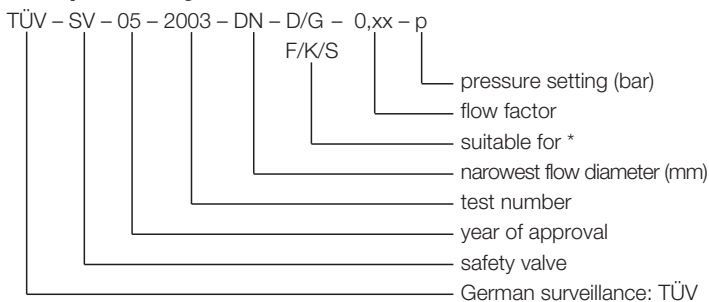 TÜV – SV – 05 – 2003 – DN – D/G – 0,xx – p
F/K/S
pressure setting (bar)
flow factor
suitable for *
narowest flow diameter (mm)
test number
year of approval
safety valve
German surveillance: TÜV